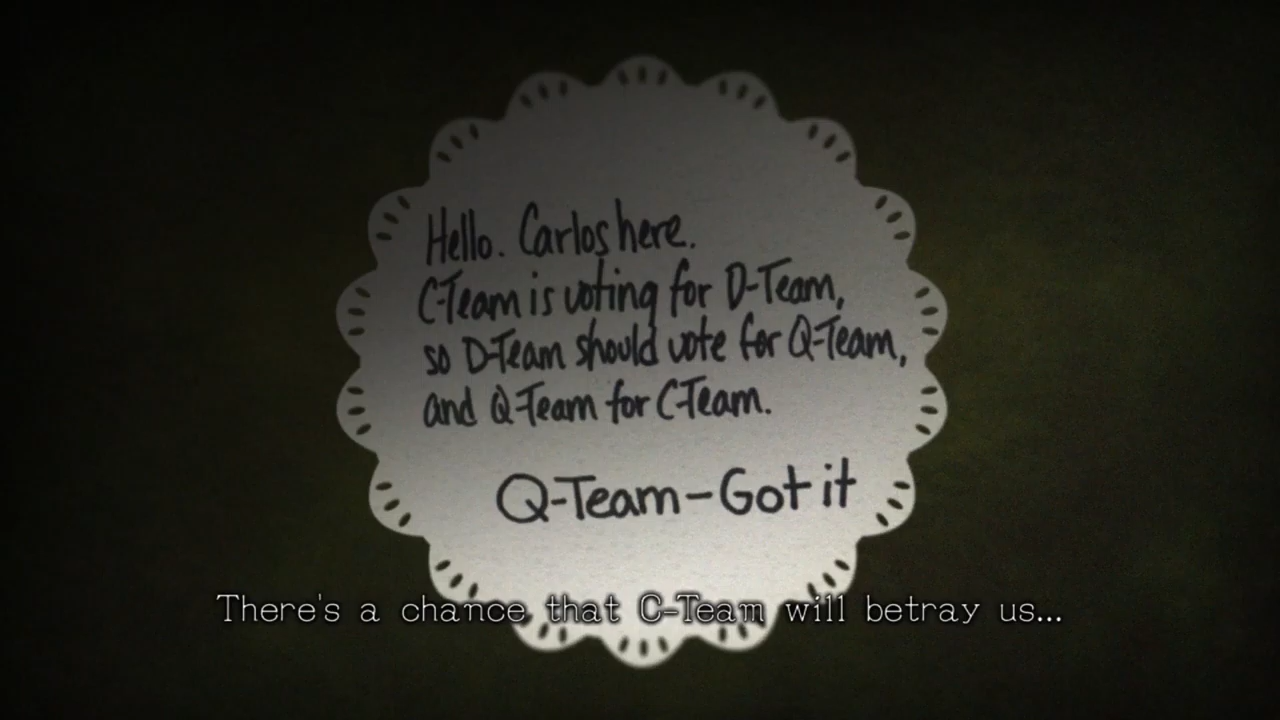 Hello. Carlos here.
C-Team is voting for D-Team,
so D-Team should vote for Q-Team,
and Q-Team for C-Team.
Q-Team-Got it
There's a chance that C-Team will betray us...